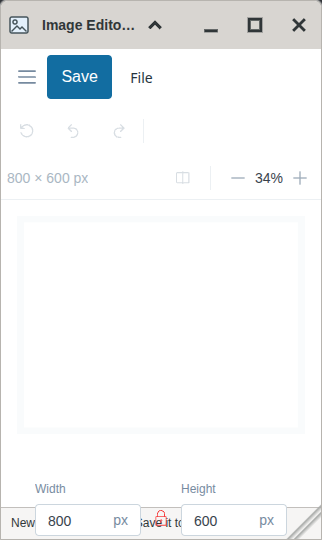 Image Edito...
Save File
800 × 600 px 34%
Width Height
800 px 600 px
New Save it to